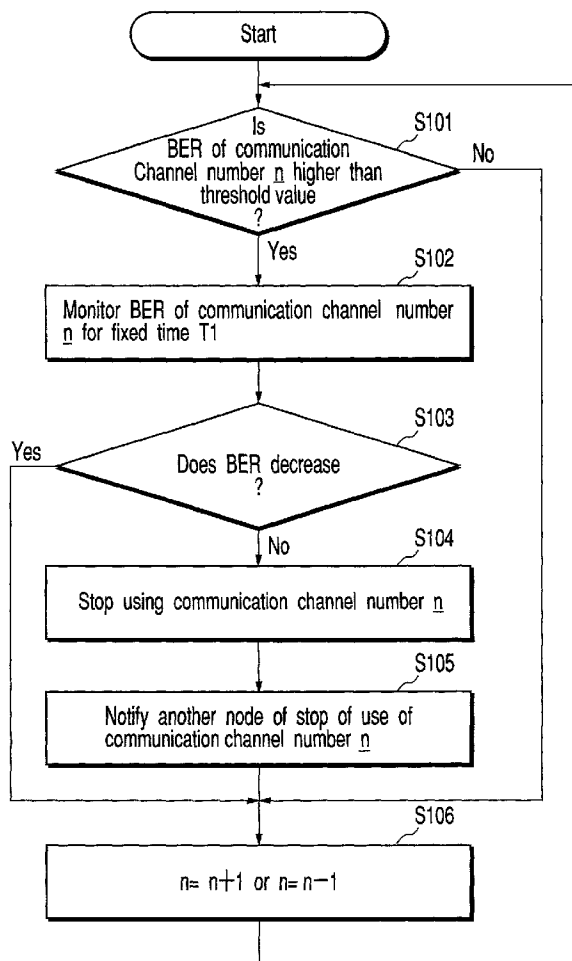 Start
S101
Is
BER of communication
Channel number n higher than
threshold value
?
No
Yes
S102
Monitor BER of communication channel number
n for fixed time T1
S103
Yes
Does BER decrease
?
No
S104
Stop using communication channel number n
S105
Notify another node of stop of use of
communication channel number n
S106
n= n+1 or n= n−1